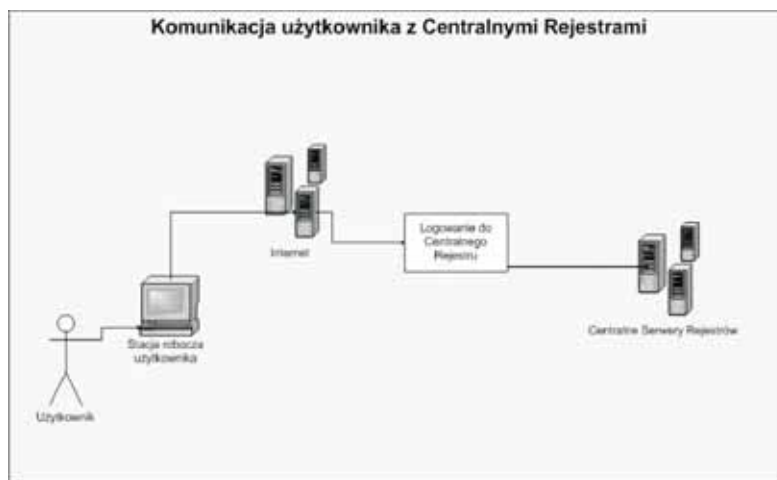 Komunikacja użytkownika z Centralnymi Rejestrami
Internet
Logowanie do
Centralnego
Rejestru
Centralne Serwery Rejestrów
Stacja robocza
użytkownika
Użytkownik